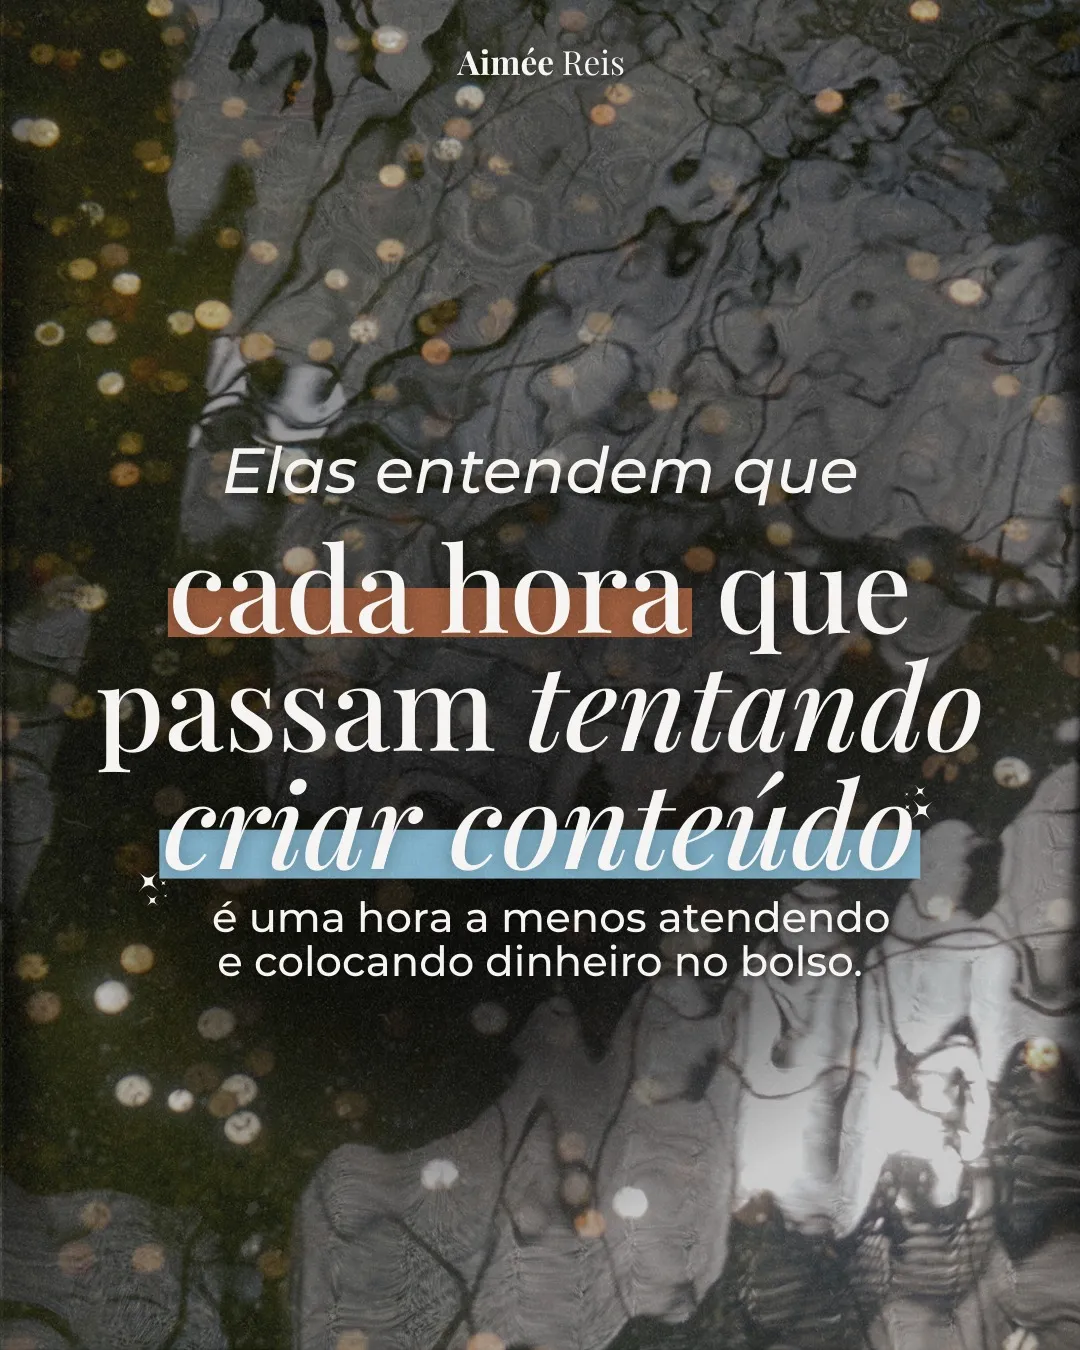 Aimée Reis
Elas entendem que
cada hora que
passam tentando
criar conteúdo
é uma hora a menos atendendo
e colocando dinheiro no bolso.